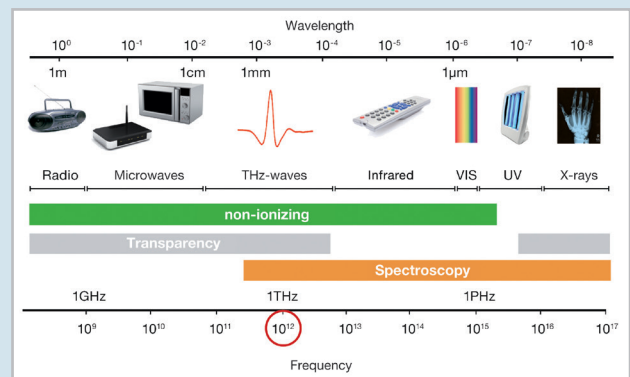 Wavelength
10⁰ 10⁻¹ 10⁻² 10⁻³ 10⁻⁴ 10⁻⁵ 10⁻⁶ 10⁻⁷ 10⁻⁸
1m 1cm 1mm 1µm
Radio Microwaves THz-waves Infrared VIS UV X-rays
non-ionizing
Transparency
Spectroscopy
1GHz 1THz 1PHz
10⁹ 10¹⁰ 10¹¹ 10¹² 10¹³ 10¹⁴ 10¹⁵ 10¹⁶ 10¹⁷
Frequency